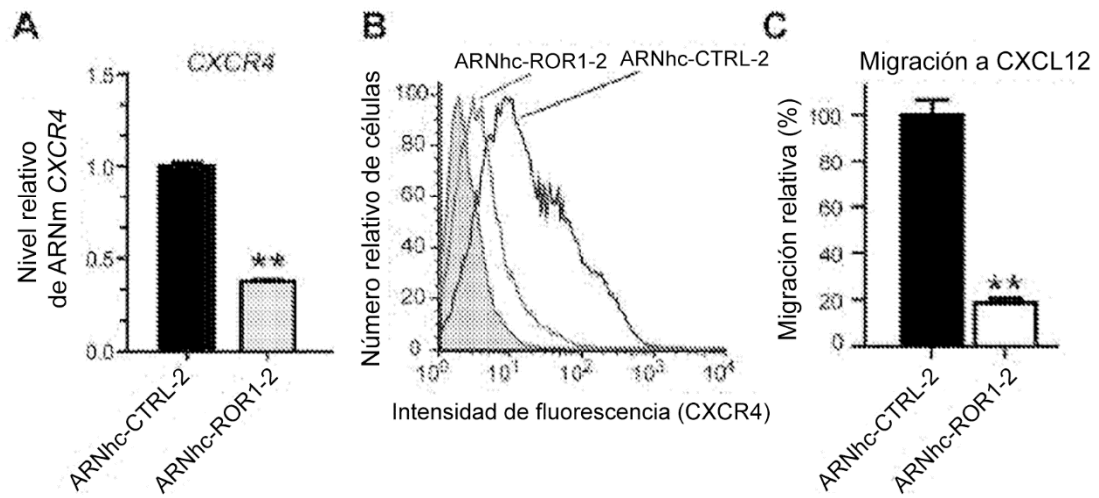 A
CXCR4
Nivel relativo
de ARNm CXCR4
1.5
1.0
0.5
0.0
**
ARNhc-CTRL-2
ARNhc-ROR1-2
B
ARNhc-ROR1-2
ARNhc-CTRL-2
Número relativo de células
100
80
60
40
20
0
10⁰
10¹
10²
10³
10⁴
Intensidad de fluorescencia (CXCR4)
C
Migración a CXCL12
Migración relativa (%)
100
80
60
40
20
0
**
ARNhc-CTRL-2
ARNhc-ROR1-2